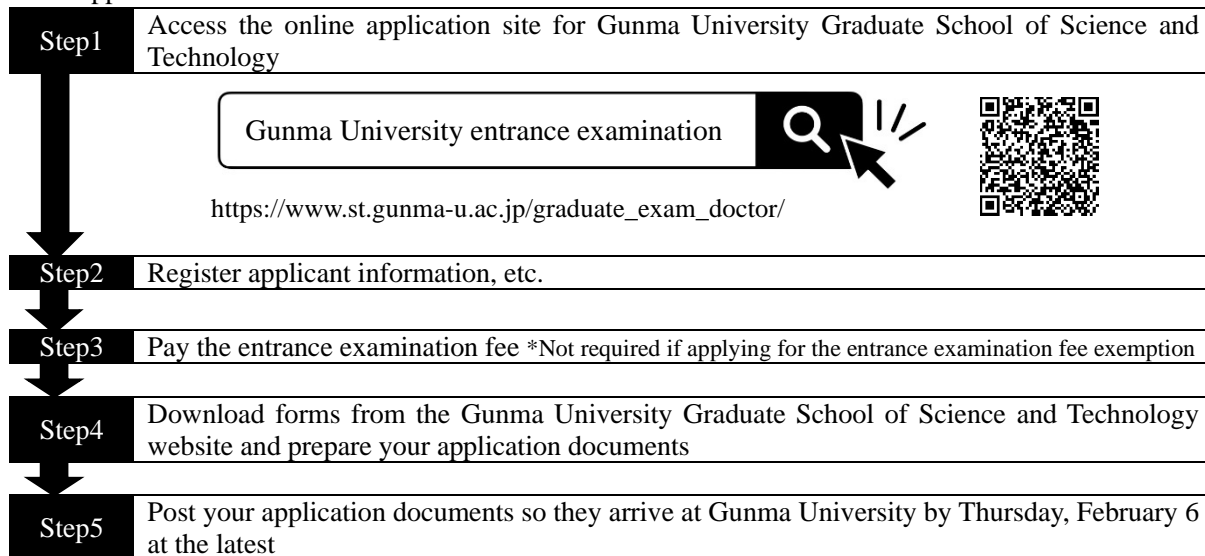 Step1
Access the online application site for Gunma University Graduate School of Science and
Technology
Gunma University entrance examination
https://www.st.gunma-u.ac.jp/graduate_exam_doctor/
Step2
Register applicant information, etc.
Step3
Pay the entrance examination fee *Not required if applying for the entrance examination fee exemption
Step4
Download forms from the Gunma University Graduate School of Science and Technology
website and prepare your application documents
Step5
Post your application documents so they arrive at Gunma University by Thursday, February 6
at the latest